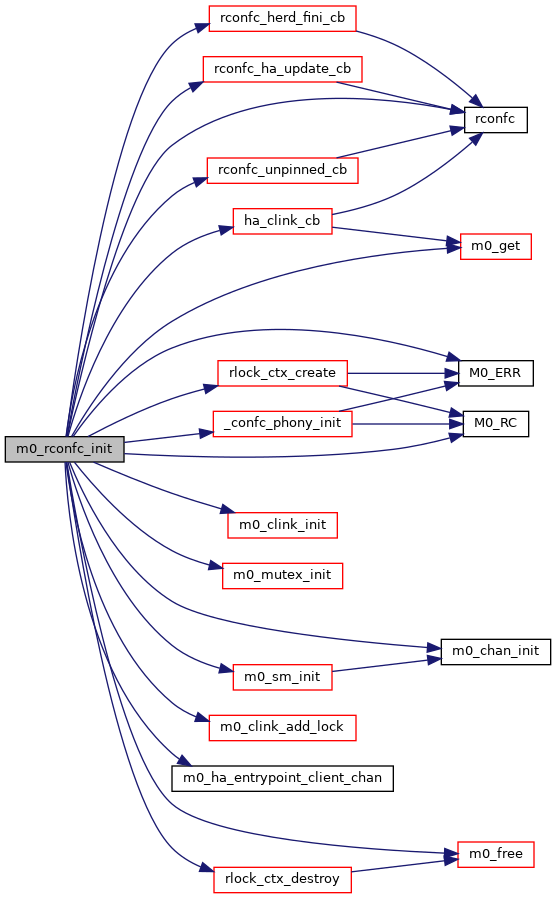 rconfc_herd_fini_cb
rconfc_ha_update_cb
rconfc
rconfc_unpinned_cb
ha_clink_cb
m0_get
rlock_ctx_create
M0_ERR
_confc_phony_init
M0_RC
m0_rconfc_init
m0_clink_init
m0_mutex_init
m0_chan_init
m0_sm_init
m0_clink_add_lock
m0_ha_entrypoint_client_chan
m0_free
rlock_ctx_destroy